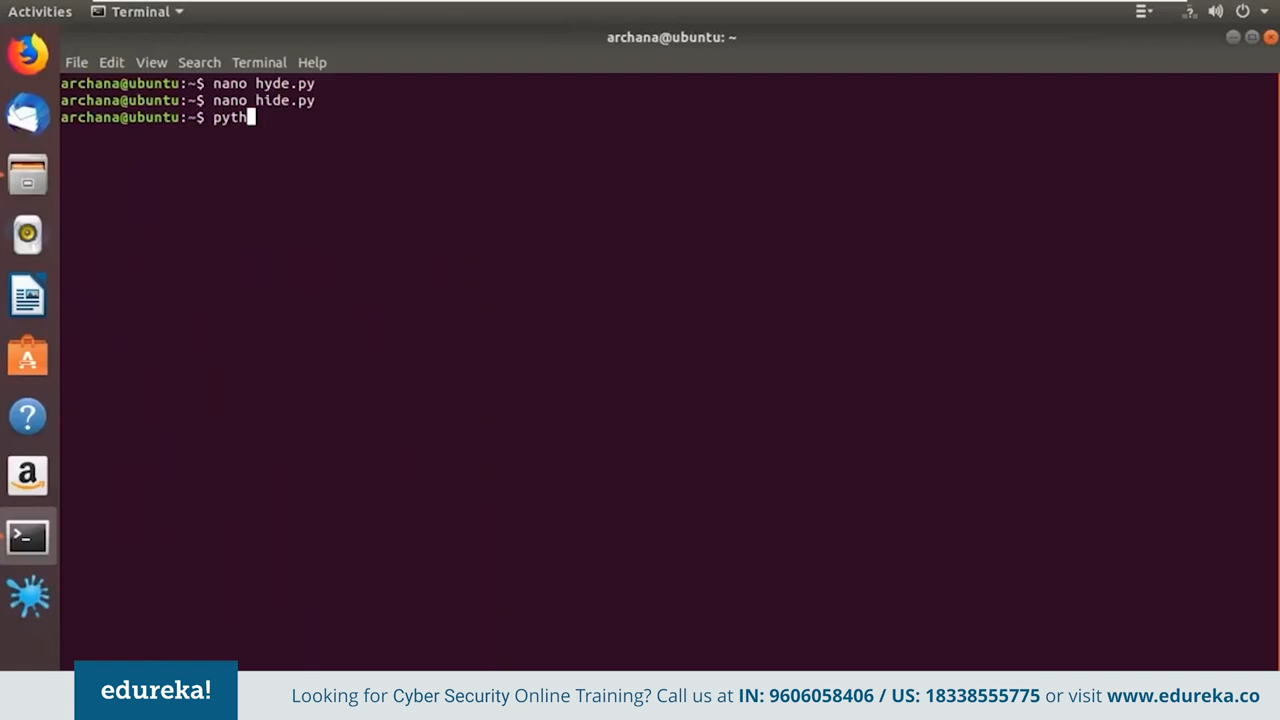 Activities Terminal
archana@ubuntu: ~
File Edit View Search Terminal Help
archana@ubuntu:~$ nano hyde.py
archana@ubuntu:~$ nano hide.py
archana@ubuntu:~$ pyth
edureka!
Looking for Cyber Security Online Training? Call us at IN: 9606058406 / US: 18338555775 or visit www.edureka.co